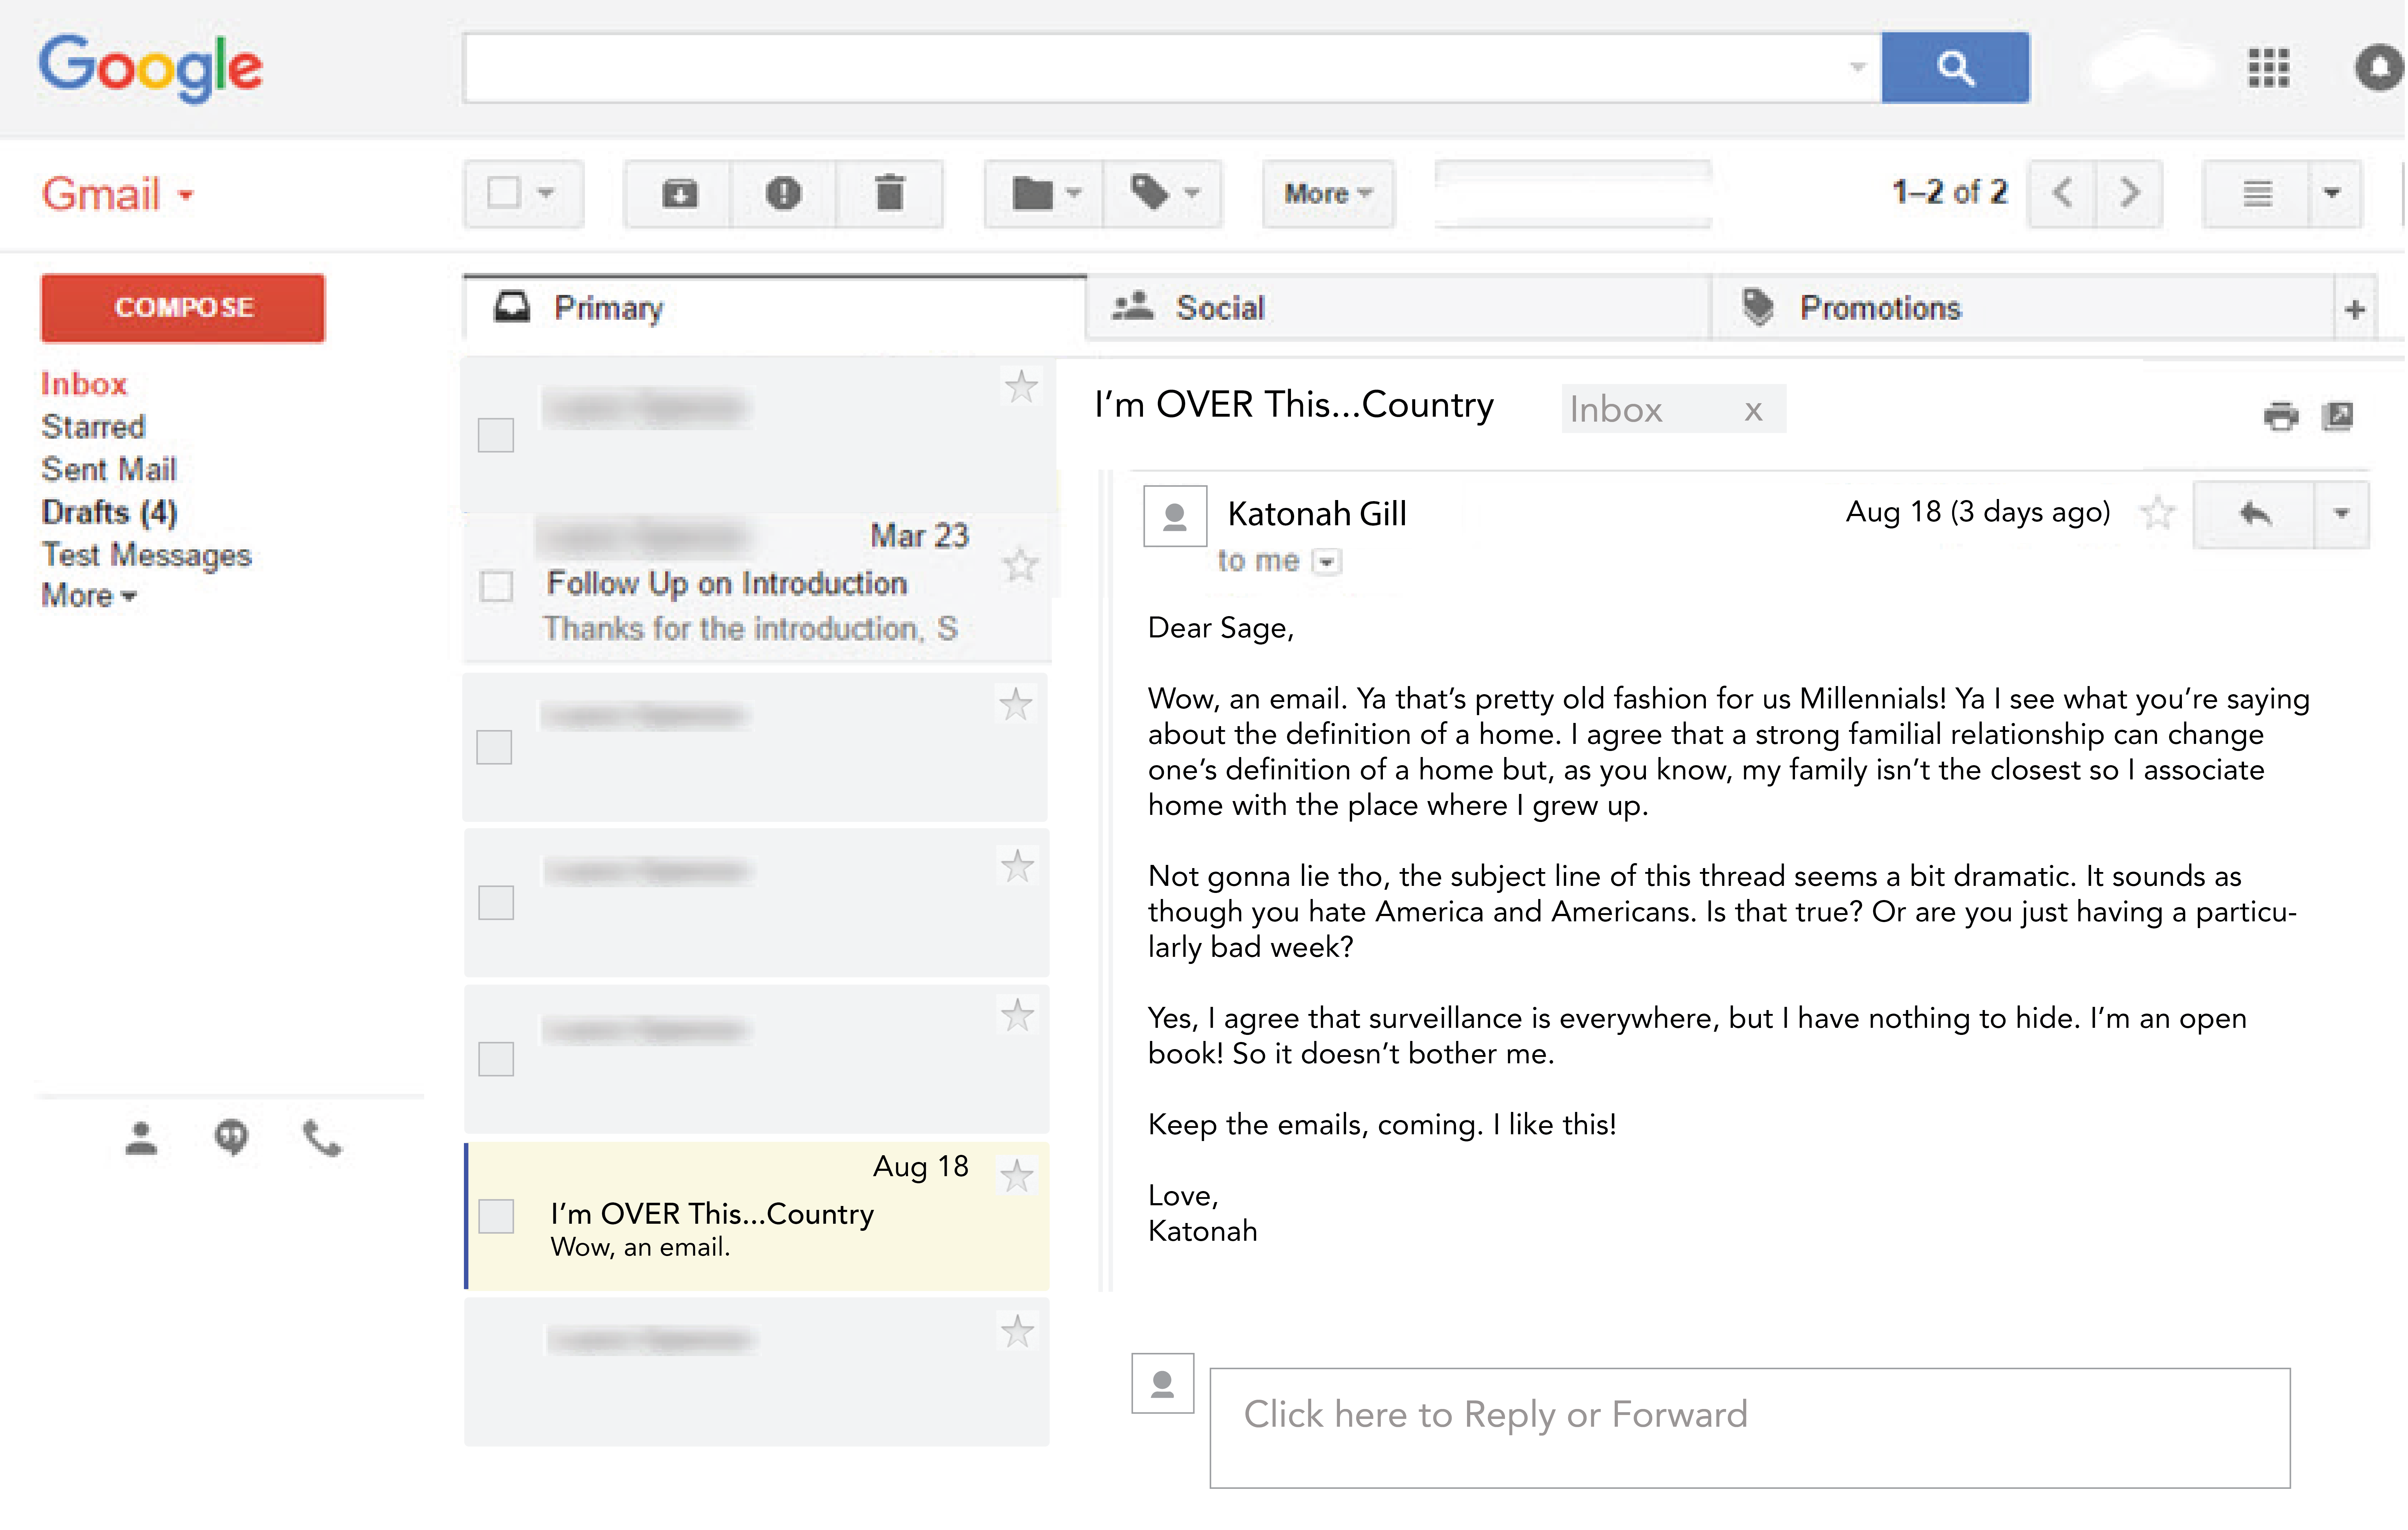 Google
Gmail
More
1–2 of 2
COMPOSE
Inbox
Starred
Sent Mail
Drafts (4)
Test Messages
More
Primary
Social
Promotions
+
Mar 23
Follow Up on Introduction
Thanks for the introduction, S
Aug 18
I'm OVER This...Country
Wow, an email.
I'm OVER This...Country
Inbox x
Katonah Gill
Aug 18 (3 days ago)
to me
Dear Sage,
Wow, an email. Ya that's pretty old fashion for us Millennials! Ya I see what you're saying
about the definition of a home. I agree that a strong familial relationship can change
one's definition of a home but, as you know, my family isn't the closest so I associate
home with the place where I grew up.
Not gonna lie tho, the subject line of this thread seems a bit dramatic. It sounds as
though you hate America and Americans. Is that true? Or are you just having a particu-
larly bad week?
Yes, I agree that surveillance is everywhere, but I have nothing to hide. I'm an open
book! So it doesn't bother me.
Keep the emails, coming. I like this!
Love,
Katonah
Click here to Reply or Forward